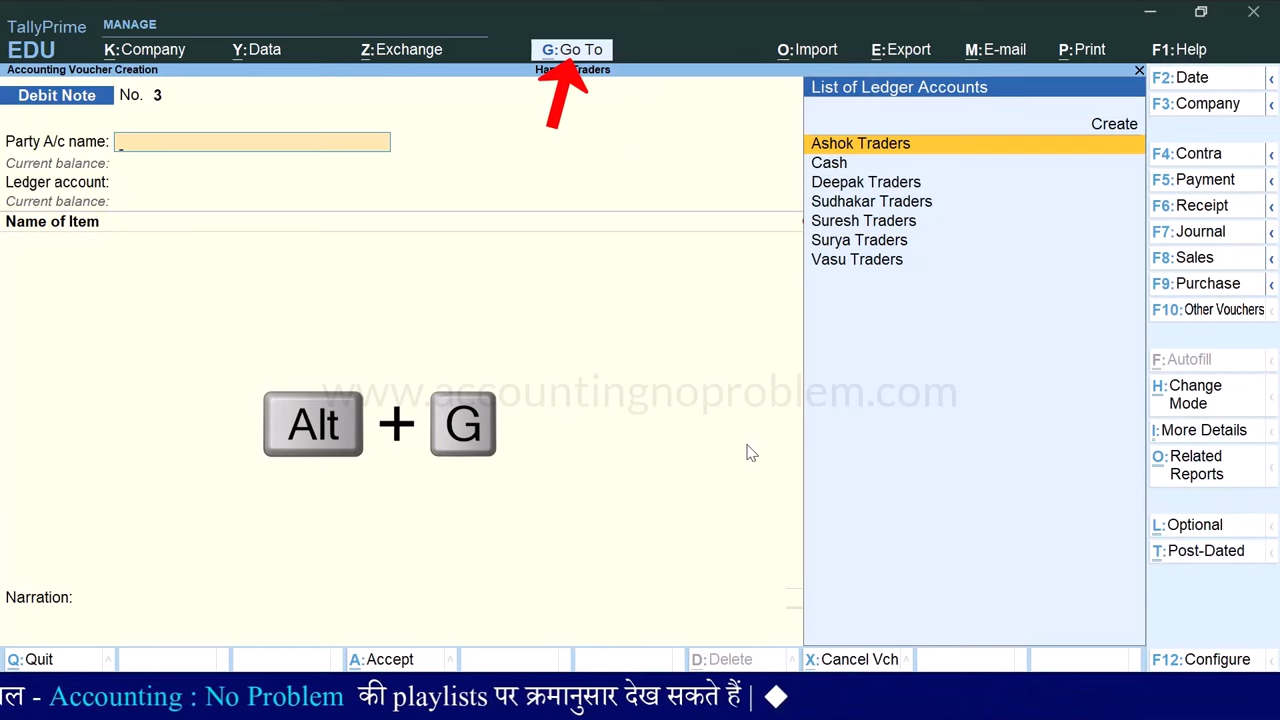 TallyPrime
EDU
MANAGE
K:Company
Y:Data
Z:Exchange
G:Go To
O:Import
E:Export
M:E-mail
P:Print
F1:Help
Accounting Voucher Creation
Traders
Debit Note No. 3
Party A/c name:
Current balance:
Ledger account:
Current balance:
Name of Item
List of Ledger Accounts
Create
Ashok Traders
Cash
Deepak Traders
Sudhakar Traders
Suresh Traders
Surya Traders
Vasu Traders
F2:Date
F3:Company
F4:Contra
F5:Payment
F6:Receipt
F7:Journal
F8:Sales
F9:Purchase
F10:Other Vouchers
F:Autofill
H:Change
Mode
I:More Details
O:Related
Reports
L:Optional
T:Post-Dated
www.accountingnoproblem.com
Alt + G
Narration:
Q:Quit
A:Accept
D:Delete
X:Cancel Vch
F12:Configure
- Accounting : No Problem की playlists पर क्रमानुसार देख सकते हैं |